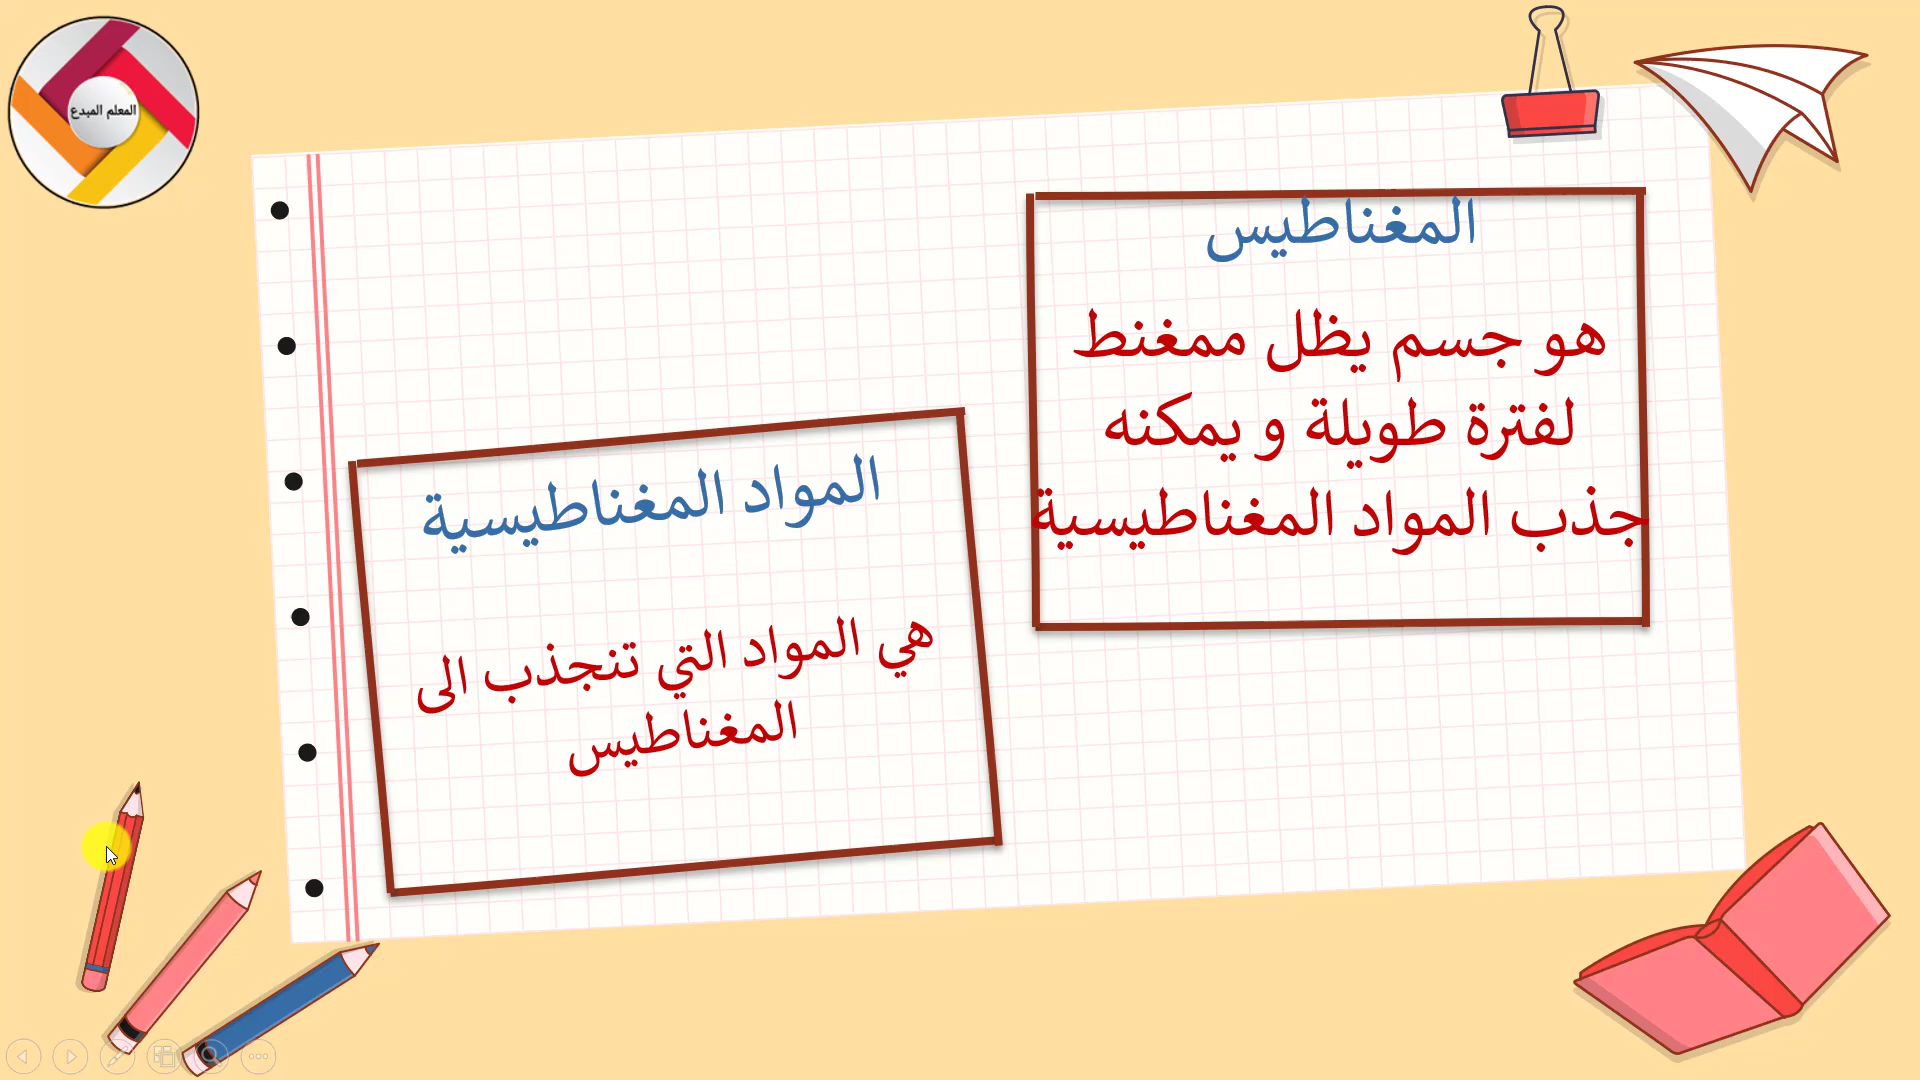 المعلم المبدع
المغناطيس
هو جسم يظل ممغنط
لفترة طويلة و يمكنه
جذب المواد المغناطيسية
المواد المغناطيسية
هي المواد التي تنجذب الى
المغناطيس